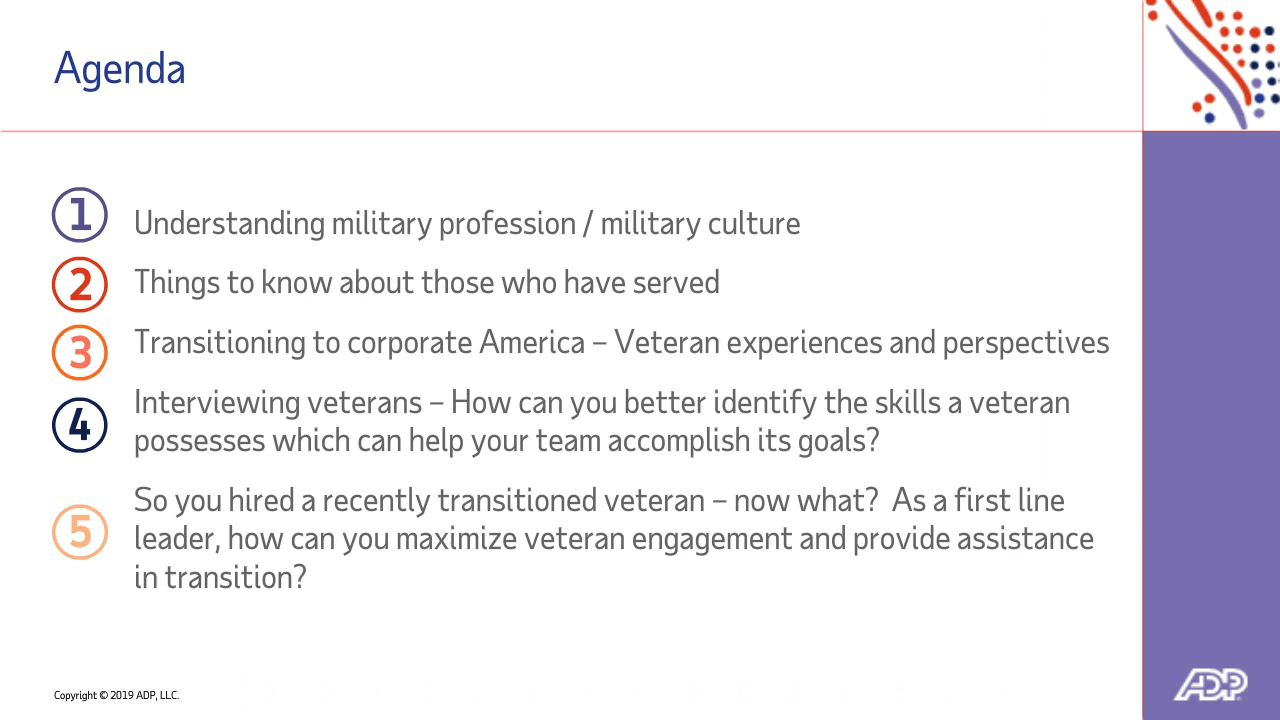 Agenda
1 Understanding military profession / military culture
2 Things to know about those who have served
3 Transitioning to corporate America – Veteran experiences and perspectives
4 Interviewing veterans – How can you better identify the skills a veteran
possesses which can help your team accomplish its goals?
So you hired a recently transitioned veteran – now what?  As a first line
5 leader, how can you maximize veteran engagement and provide assistance
in transition?
Copyright © 2019 ADP, LLC.
ADP